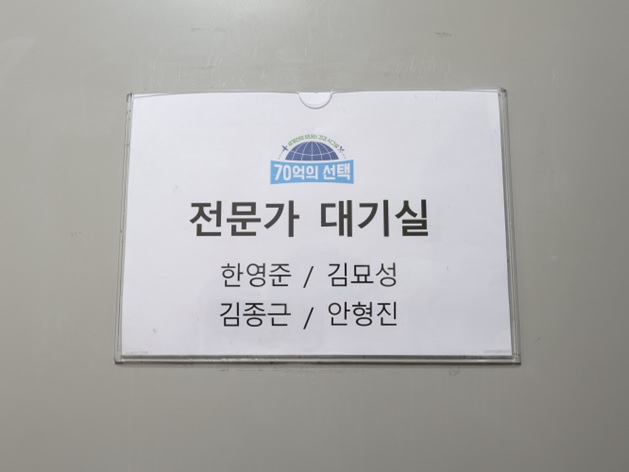 70억의 선택
전문가 대기실
한영준 / 김묘성
김종근 / 안형진